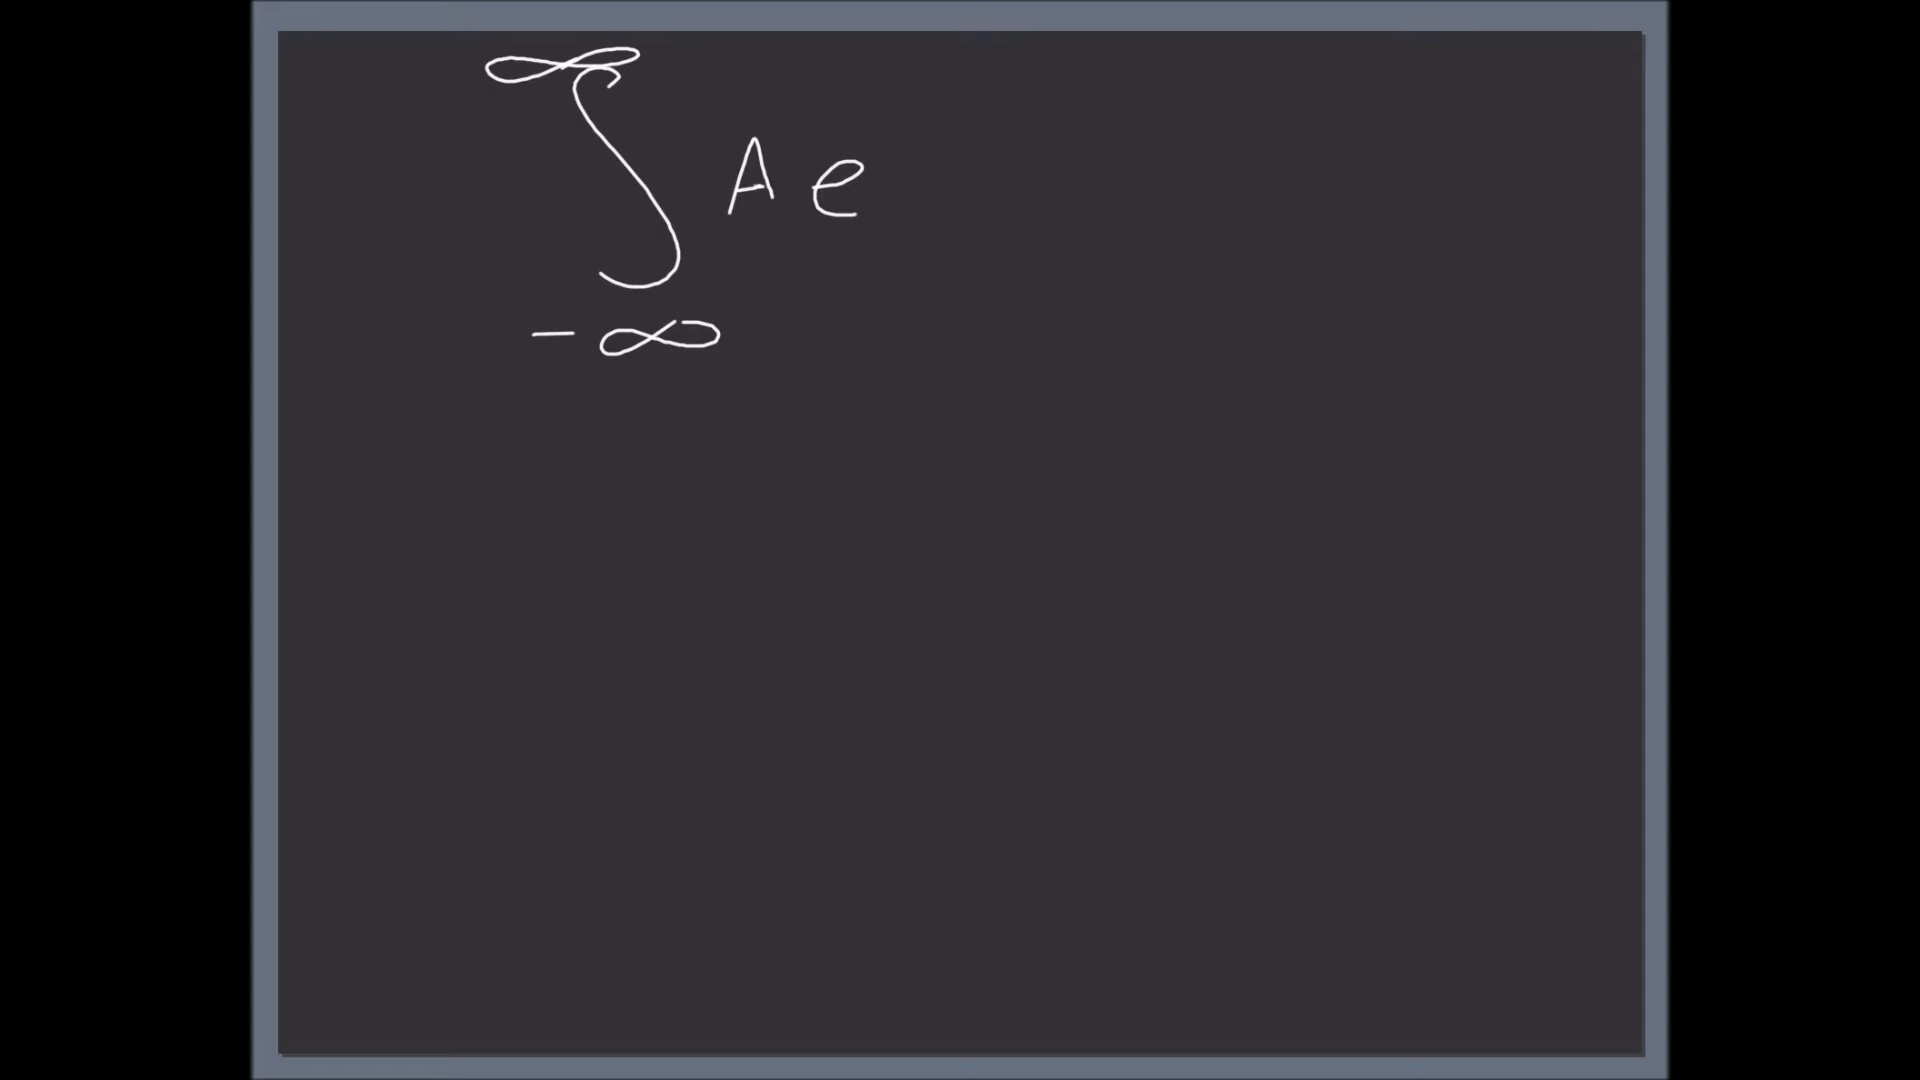 ∞
∫ A e
- ∞